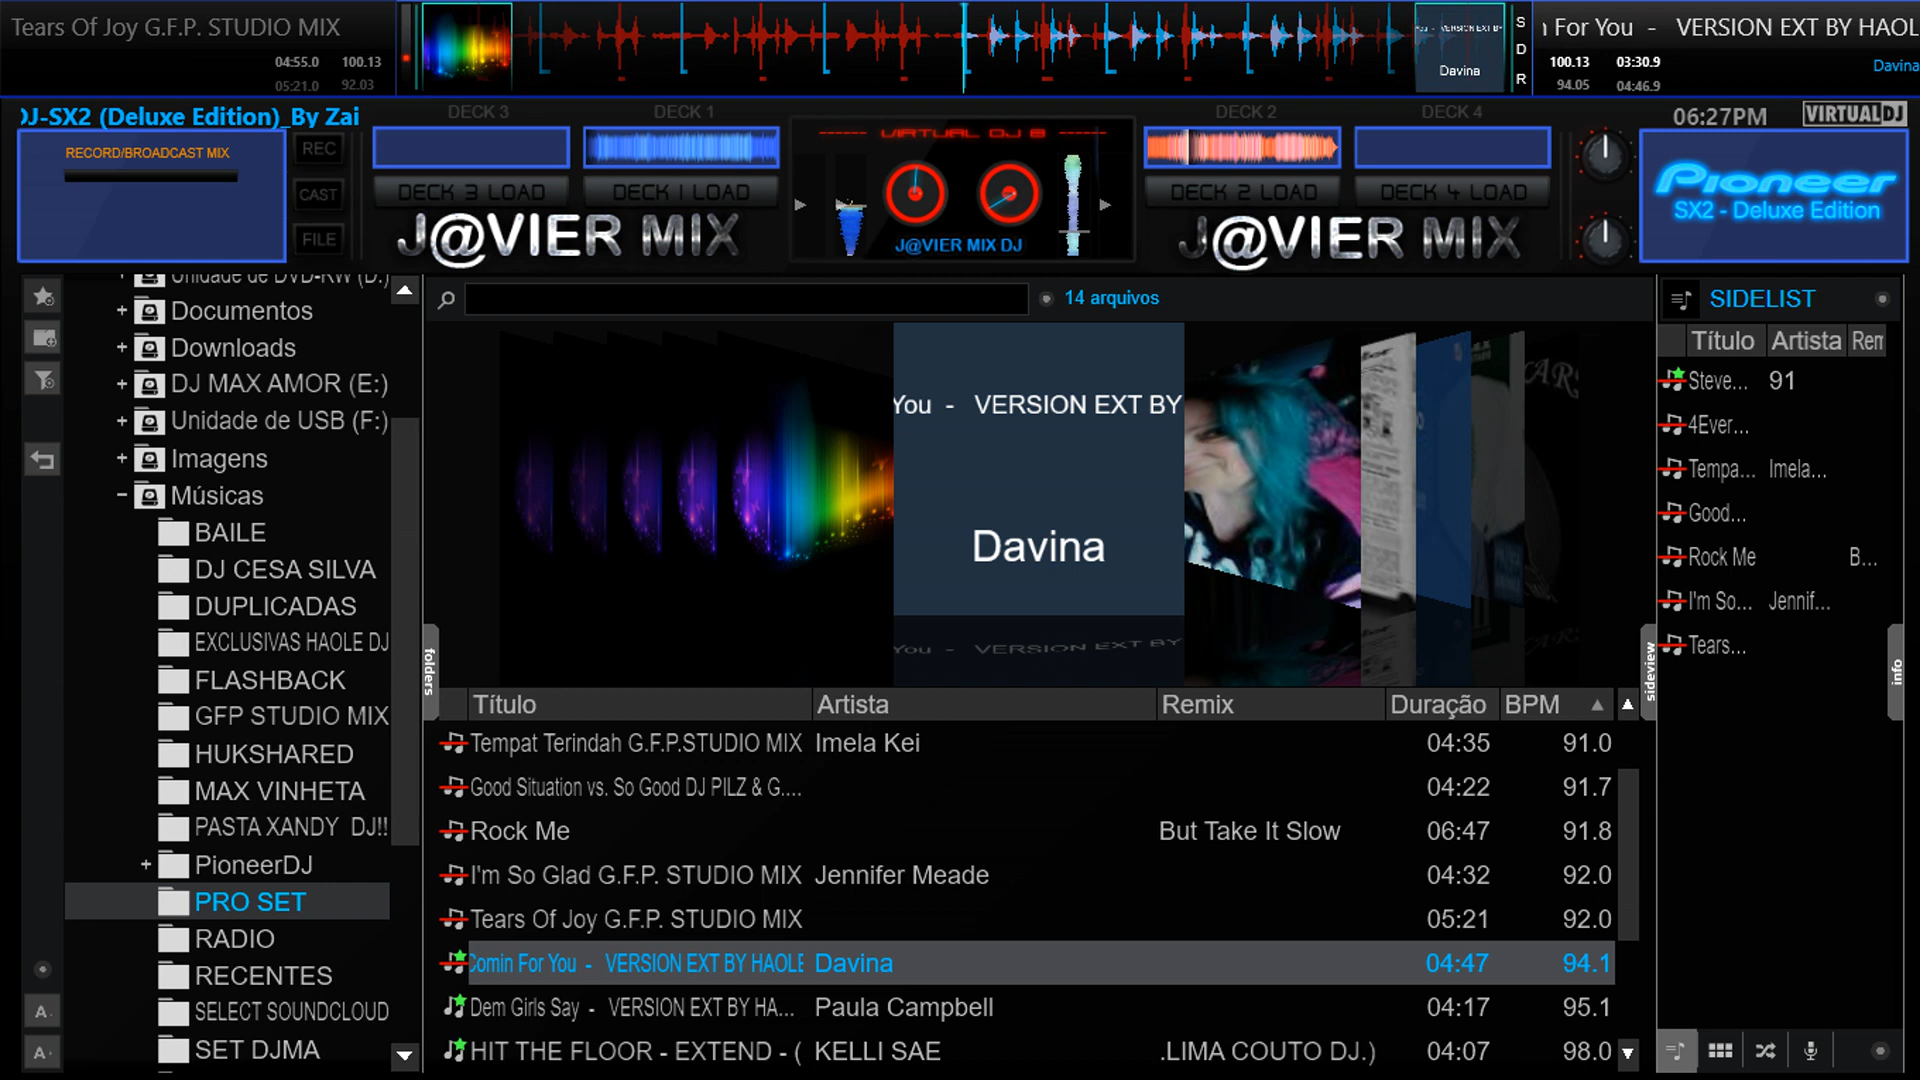 Tears Of Joy G.F.P. STUDIO MIX
04:55.0 100.13
05:21.0 92.03
VERSION EXT BY
Davina
S
D
R
For You - VERSION EXT BY HAOL
100.13 03:30.9
94.05 04:46.9
Davina
DJ-SX2 (Deluxe Edition)_By Zai
RECORD/BROADCAST MIX
REC
CAST
FILE
DECK 3
DECK 1
DECK 3 LOAD
DECK 1 LOAD
J@VIER MIX
VIRTUAL DJ 8
J@VIER MIX DJ
DECK 2
DECK 4
DECK 2 LOAD
DECK 4 LOAD
J@VIER MIX
06:27PM
VIRTUALDJ
Pioneer
SX2 - Deluxe Edition
Unidade de DVD-RW (D:)
+ Documentos
+ Downloads
+ DJ MAX AMOR (E:)
+ Unidade de USB (F:)
+ Imagens
- Músicas
BAILE
DJ CESA SILVA
DUPLICADAS
EXCLUSIVAS HAOLE DJ
FLASHBACK
GFP STUDIO MIX
HUKSHARED
MAX VINHETA
PASTA XANDY DJ!!
+ PioneerDJ
PRO SET
RADIO
RECENTES
SELECT SOUNDCLOUD
SET DJMA
A-
A+
folders
14 arquivos
You - VERSION EXT BY
Davina
You - VERSION EXT BY
Título Artista Remix Duração BPM
Tempat Terindah G.F.P.STUDIO MIX Imela Kei 04:35 91.0
Good Situation vs. So Good DJ PILZ & G.... 04:22 91.7
Rock Me But Take It Slow 06:47 91.8
I'm So Glad G.F.P. STUDIO MIX Jennifer Meade 04:32 92.0
Tears Of Joy G.F.P. STUDIO MIX 05:21 92.0
Comin For You - VERSION EXT BY HAOLE Davina 04:47 94.1
Dem Girls Say - VERSION EXT BY HA... Paula Campbell 04:17 95.1
HIT THE FLOOR - EXTEND - ( KELLI SAE .LIMA COUTO DJ.) 04:07 98.0
sideview
SIDELIST
Título Artista Rem
Steve... 91
4Ever...
Tempa... Imela...
Good...
Rock Me B...
I'm So... Jennif...
Tears...
info